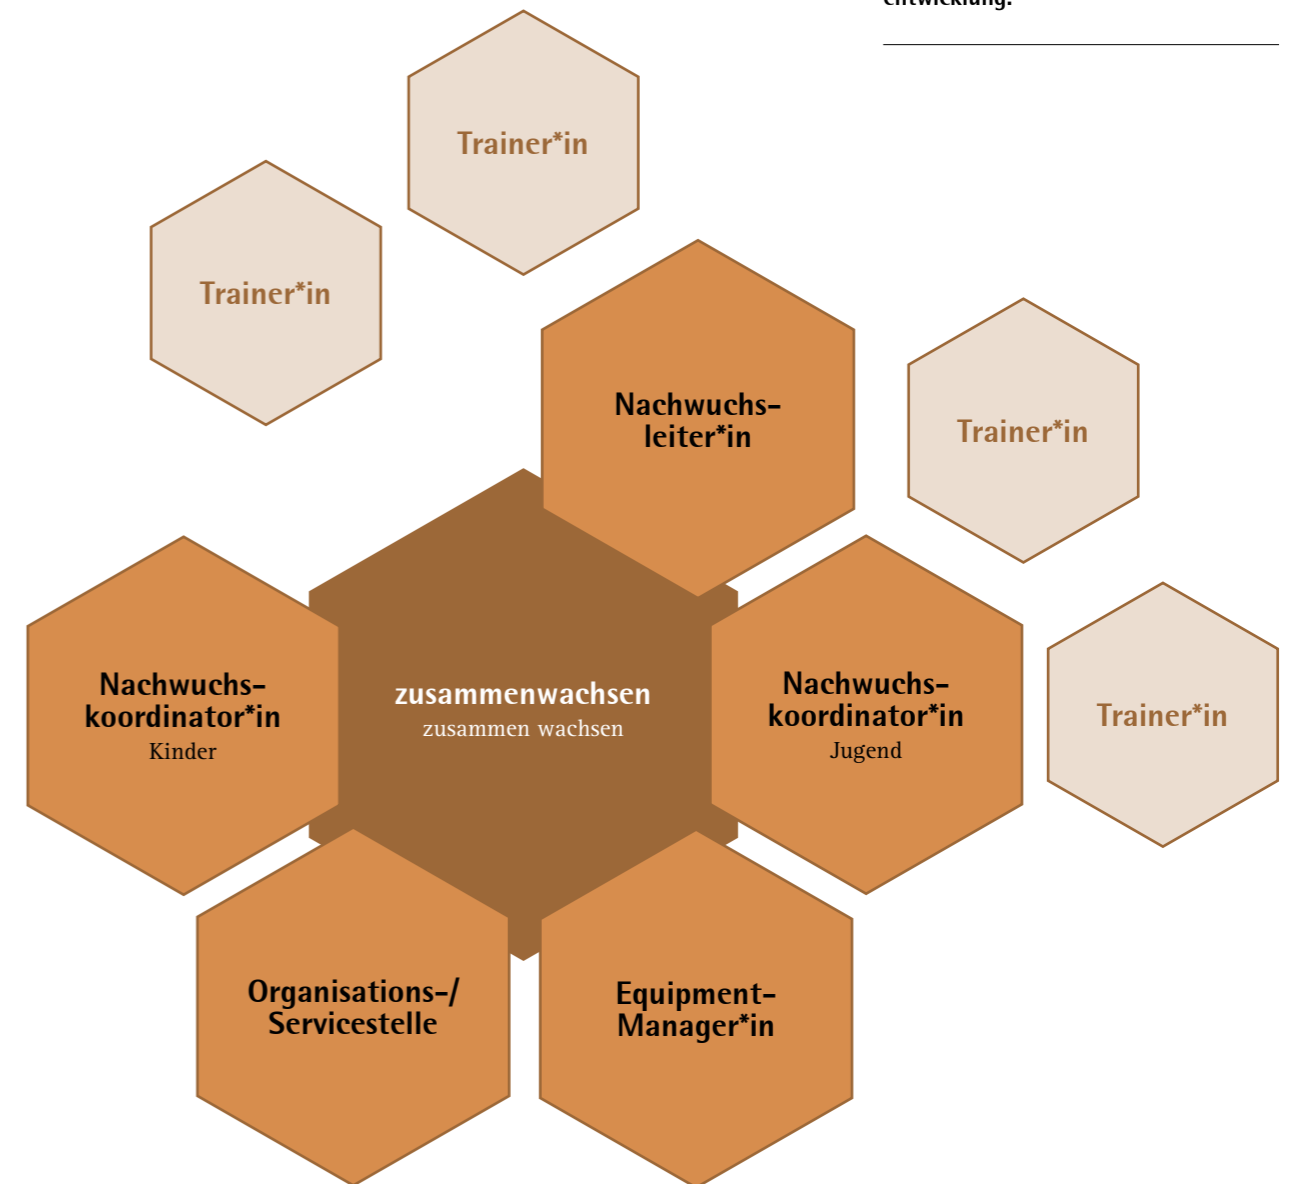 entwicklung.
Trainer*in
Trainer*in
Nachwuchs-
leiter*in
Trainer*in
Nachwuchs-
koordinator*in
Kinder
zusammenwachsen
zusammen wachsen
Nachwuchs-
koordinator*in
Jugend
Trainer*in
Organisations-/
Servicestelle
Equipment-
Manager*in